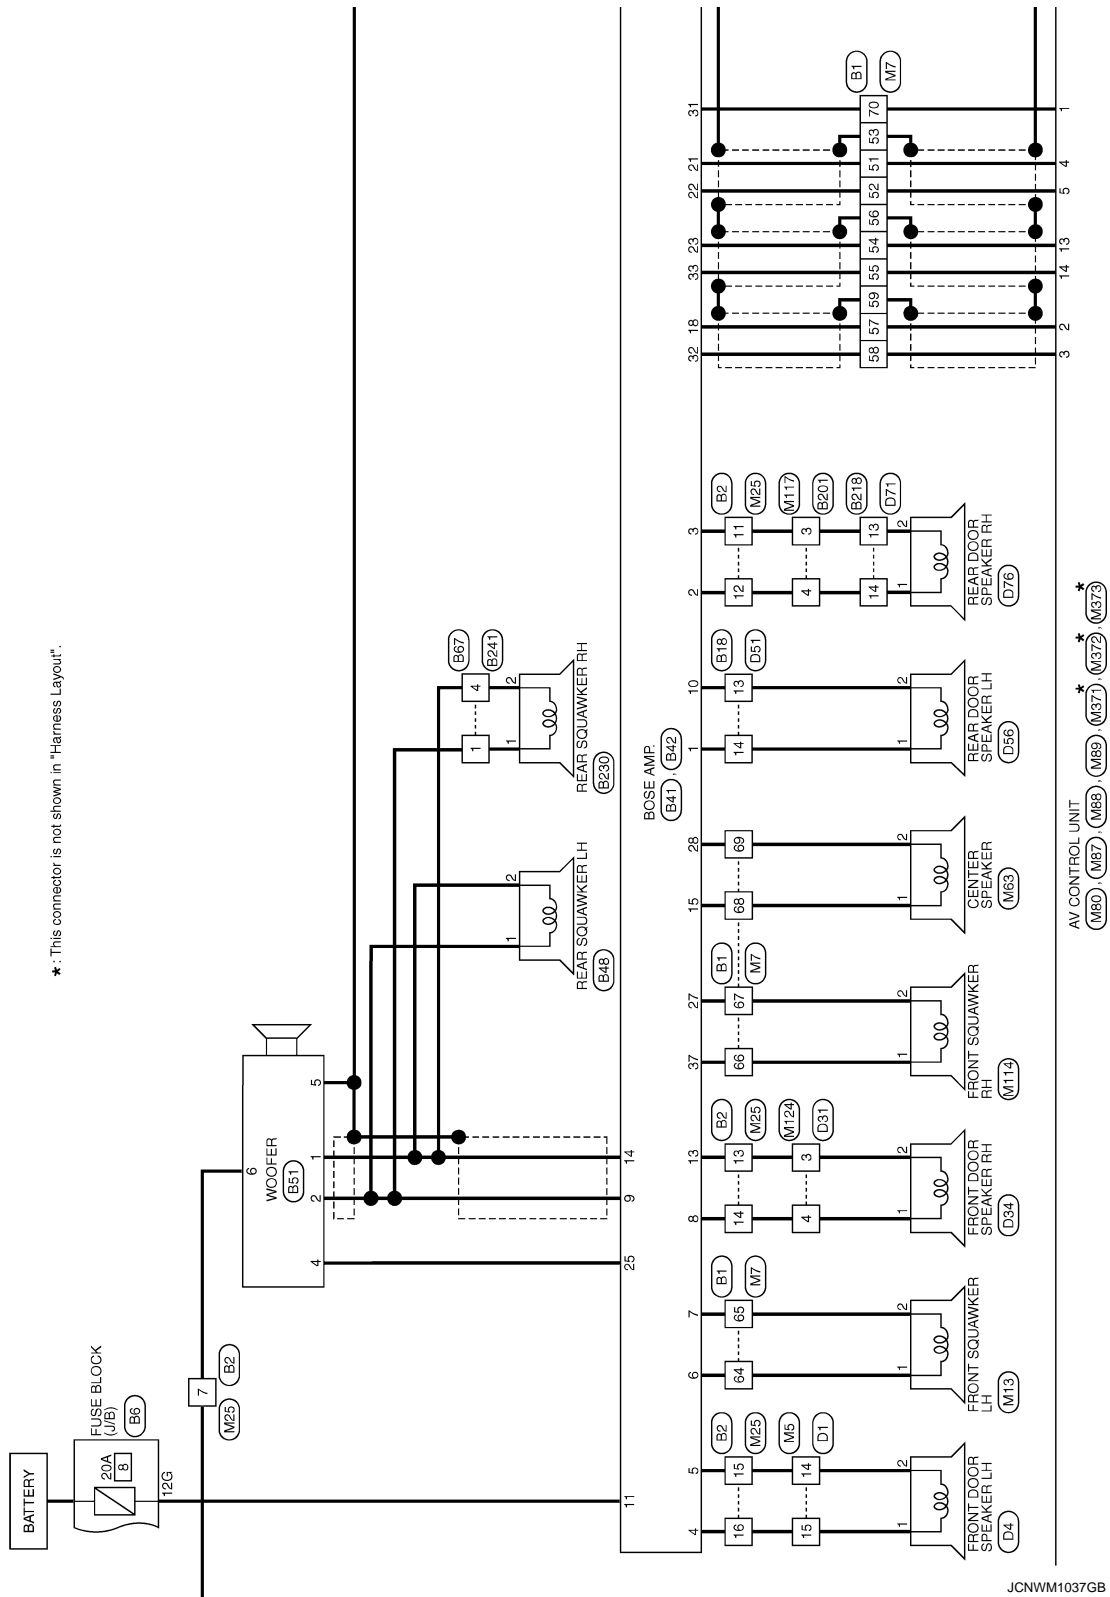 BATTERY
FUSE BLOCK
(J/B)
B6
20A
8
12G
7
M25
B2
WOOFER
B51
6
4
2
1
5
✱ : This connector is not shown in "Harness Layout".
REAR SQUAWKER LH
B48
1
2
REAR SQUAWKER RH
B230
1
2
1
4
B67
B241
11
25
9
14
BOSE AMP.
B41 , B42
4
5
16
15
B2
M25
15
14
M5
D1
1
2
FRONT DOOR
SPEAKER LH
D4
6
7
64
65
B1
M7
1
2
FRONT SQUAWKER
LH
M13
8
13
14
13
B2
M25
4
3
M124
D31
1
2
FRONT DOOR
SPEAKER RH
D34
37
27
66
67
B1
M7
1
2
FRONT SQUAWKER
RH
M114
15
28
68
69
1
2
CENTER
SPEAKER
M63
1
10
14
13
B18
D51
1
2
REAR DOOR
SPEAKER LH
D56
2
3
12
11
B2
M25
4
3
M117
B201
14
13
B218
D71
1
2
REAR DOOR
SPEAKER RH
D76
32
18
33
23
22
21
31
58
57
59
55
54
56
52
51
53
70
B1
M7
3
2
14
13
5
4
1
AV CONTROL UNIT
M80 , M87 , M88 , M89 , M371 , ✱ M372 , ✱ M373 ✱
JCNWM1037GB